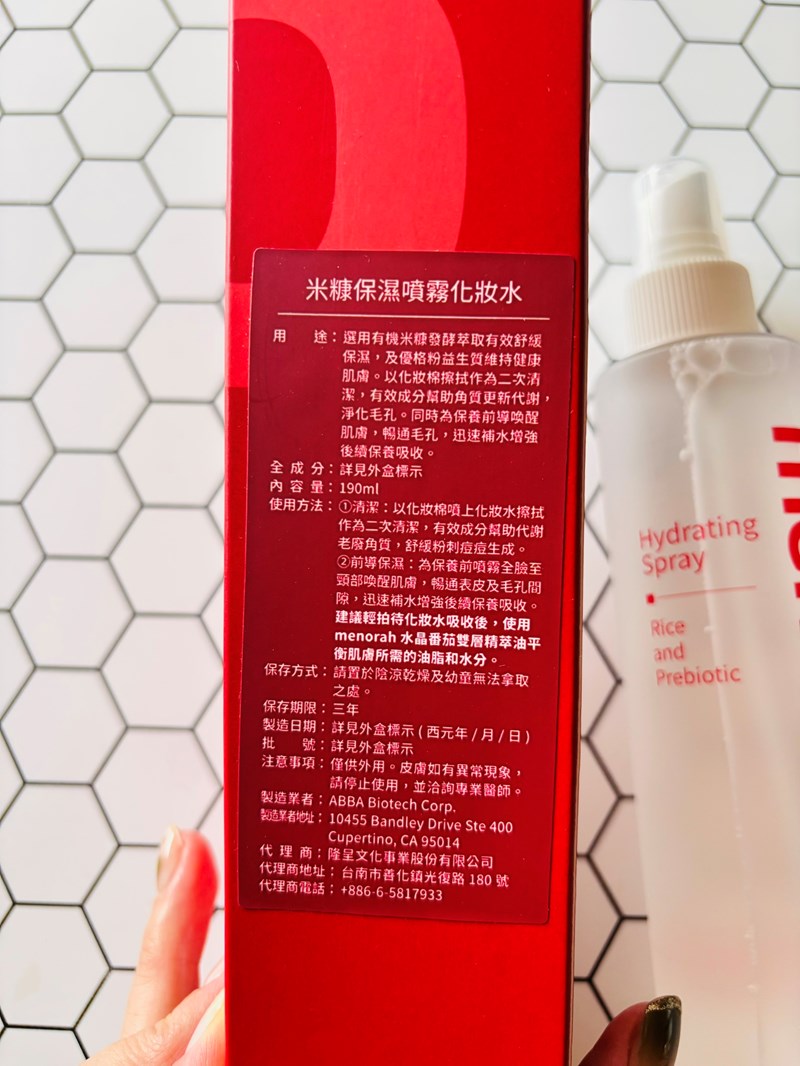 米糠保濕噴霧化妝水
用 途：選用有機米糠發酵萃取有效舒緩
保濕，及優格粉益生質維持健康
肌膚。以化妝棉擦拭作為二次清
潔，有效成分幫助角質更新代謝，
淨化毛孔。同時為保養前導喚醒
肌膚，暢通毛孔，迅速補水增強
後續保養吸收。
全成分：詳見外盒標示
內容量：190ml
使用方法：①清潔：以化妝棉噴上化妝水擦拭
作為二次清潔，有效成分幫助代謝
老廢角質，舒緩粉刺痘痘生成。
②前導保濕：為保養前噴霧全臉至
頸部喚醒肌膚，暢通表皮及毛孔間
隙，迅速補水增強後續保養吸收。
建議輕拍待化妝水吸收後，使用
menorah 水晶番茄雙層精萃油平
衡肌膚所需的油脂和水分。
保存方式：請置於陰涼乾燥及幼童無法拿取
之處。
保存期限：三年
製造日期：詳見外盒標示 ( 西元年 / 月 / 日 )
批 號：詳見外盒標示
注意事項：僅供外用。皮膚如有異常現象，
請停止使用，並洽詢專業醫師。
製造業者：ABBA Biotech Corp.
製造業者地址：10455 Bandley Drive Ste 400
Cupertino, CA 95014
代理商：隆呈文化事業股份有限公司
代理商地址：台南市善化鎮光復路 180 號
代理商電話：+886-6-5817933
Hydrating
Spray
Rice
and
Prebiotic